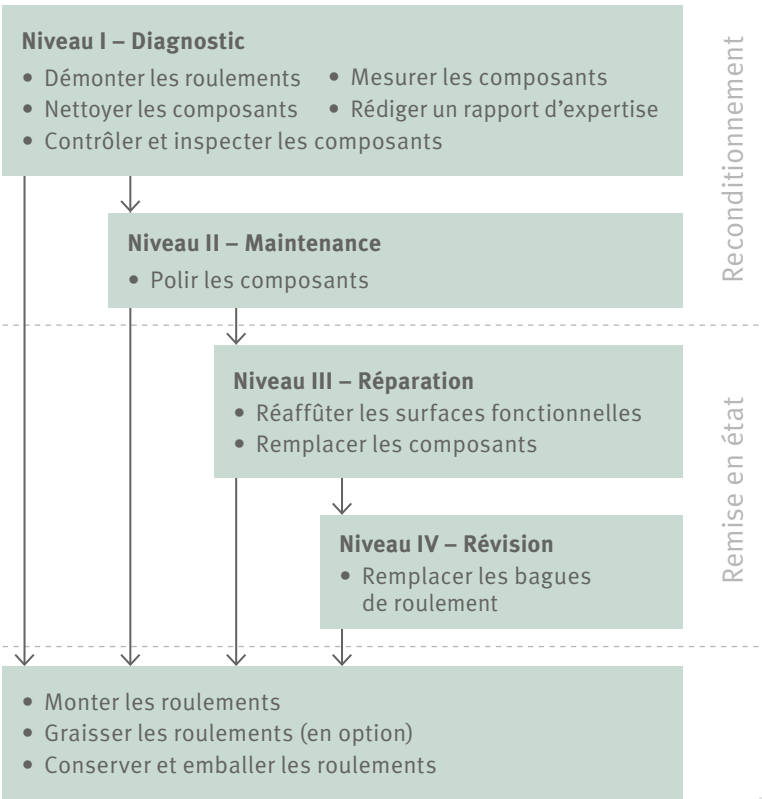 Niveau I – Diagnostic
• Démonter les roulements • Mesurer les composants
• Nettoyer les composants • Rédiger un rapport d’expertise
• Contrôler et inspecter les composants
Reconditionnement
Niveau II – Maintenance
• Polir les composants
Niveau III – Réparation
• Réaffûter les surfaces fonctionnelles
• Remplacer les composants
Remise en état
Niveau IV – Révision
• Remplacer les bagues
de roulement
• Monter les roulements
• Graisser les roulements (en option)
• Conserver et emballer les roulements